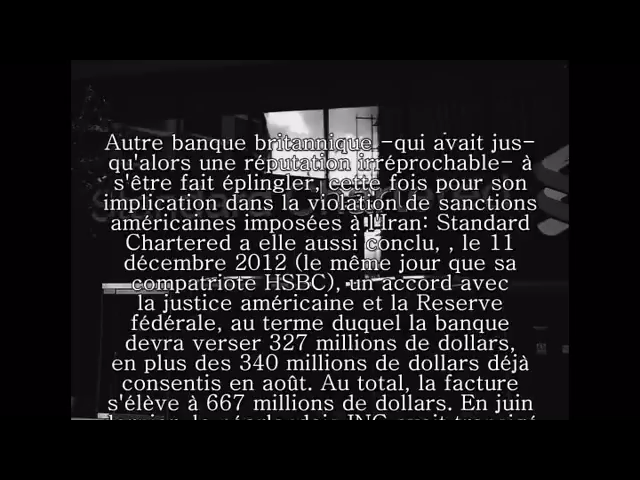 Autre banque britannique -qui avait jus-
qu'alors une réputation irréprochable- à
s'être fait éplingler, cette fois pour son
implication dans la violation de sanctions
américaines imposées à l'Iran: Standard
Chartered a elle aussi conclu, , le 11
décembre 2012 (le même jour que sa
compatriote HSBC), un accord avec
la justice américaine et la Reserve
fédérale, au terme duquel la banque
devra verser 327 millions de dollars,
en plus des 340 millions de dollars déjà
consentis en août. Au total, la facture
s'élève à 667 millions de dollars. En juin